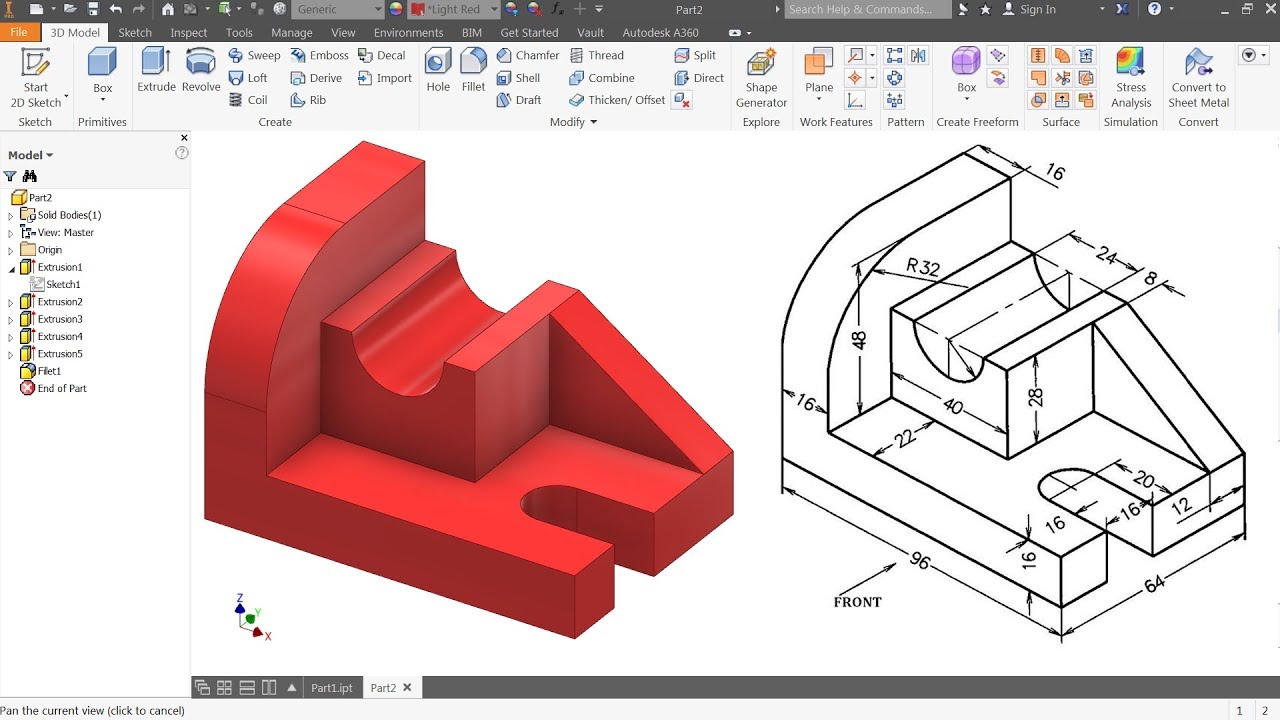 PRO
Generic
*Light Red
Part2
Search Help & Commands...
Sign In
File
3D Model
Sketch
Inspect
Tools
Manage
View
Environments
BIM
Get Started
Vault
Autodesk A360
Start
2D Sketch
Box
Extrude
Revolve
Sweep
Loft
Coil
Emboss
Derive
Rib
Decal
Import
Hole
Fillet
Chamfer
Shell
Draft
Thread
Combine
Thicken/ Offset
Split
Direct
Shape
Generator
Plane
Box
Stress
Analysis
Convert to
Sheet Metal
Sketch
Primitives
Create
Modify
Explore
Work Features
Pattern
Create Freeform
Surface
Simulation
Convert
Model
Part2
Solid Bodies(1)
View: Master
Origin
Extrusion1
Sketch1
Extrusion2
Extrusion3
Extrusion4
Extrusion5
Fillet1
End of Part
Z
Y
X
16
24
8
R32
48
16
40
28
22
20
12
16
16
16
96
64
FRONT
Part1.ipt
Part2
Pan the current view (click to cancel)
1
2